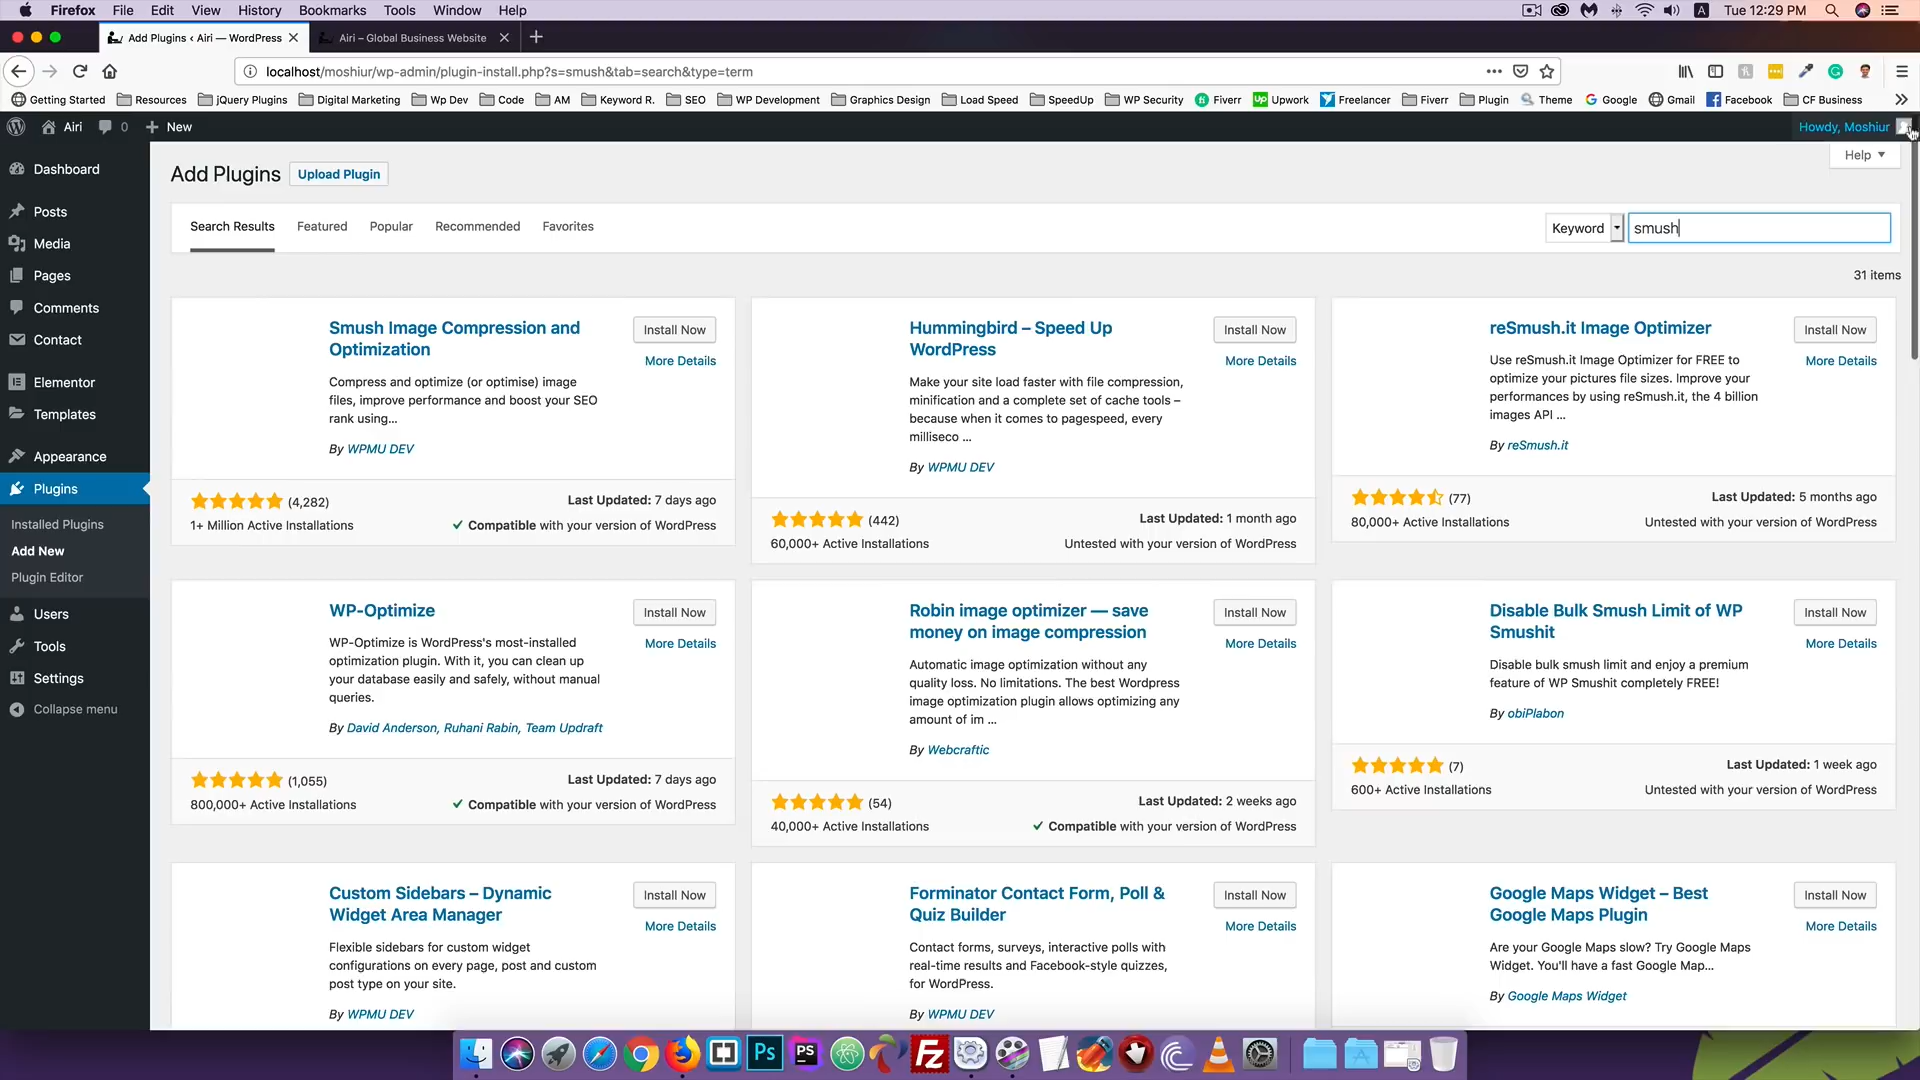 Firefox File Edit View History Bookmarks Tools Window Help
A Tue 12:29 PM
Add Plugins ‹ Airi — WordPress
Airi – Global Business Website
localhost/moshiur/wp-admin/plugin-install.php?s=smush&tab=search&type=term
Getting Started Resources jQuery Plugins Digital Marketing Wp Dev Code AM Keyword R. SEO WP Development Graphics Design Load Speed SpeedUp WP Security Fiverr Upwork Freelancer Fiverr Plugin Theme Google Gmail Facebook CF Business
Airi 0 New
Howdy, Moshiur
Dashboard
Posts
Media
Pages
Comments
Contact
Elementor
Templates
Appearance
Plugins
Installed Plugins
Add New
Plugin Editor
Users
Tools
Settings
Collapse menu
Help
Add Plugins Upload Plugin
Search Results Featured Popular Recommended Favorites
Keyword smush
31 items
Smush Image Compression and
Optimization
Install Now
More Details
Compress and optimize (or optimise) image
files, improve performance and boost your SEO
rank using...
By WPMU DEV
(4,282)
Last Updated: 7 days ago
1+ Million Active Installations
Compatible with your version of WordPress
Hummingbird – Speed Up
WordPress
Install Now
More Details
Make your site load faster with file compression,
minification and a complete set of cache tools –
because when it comes to pagespeed, every
milliseco ...
By WPMU DEV
(442)
Last Updated: 1 month ago
60,000+ Active Installations
Untested with your version of WordPress
reSmush.it Image Optimizer
Install Now
More Details
Use reSmush.it Image Optimizer for FREE to
optimize your pictures file sizes. Improve your
performances by using reSmush.it, the 4 billion
images API ...
By reSmush.it
(77)
Last Updated: 5 months ago
80,000+ Active Installations
Untested with your version of WordPress
WP-Optimize
Install Now
More Details
WP-Optimize is WordPress's most-installed
optimization plugin. With it, you can clean up
your database easily and safely, without manual
queries.
By David Anderson, Ruhani Rabin, Team Updraft
(1,055)
Last Updated: 7 days ago
800,000+ Active Installations
Compatible with your version of WordPress
Robin image optimizer — save
money on image compression
Install Now
More Details
Automatic image optimization without any
quality loss. No limitations. The best Wordpress
image optimization plugin allows optimizing any
amount of im ...
By Webcraftic
(54)
Last Updated: 2 weeks ago
40,000+ Active Installations
Compatible with your version of WordPress
Disable Bulk Smush Limit of WP
Smushit
Install Now
More Details
Disable bulk smush limit and enjoy a premium
feature of WP Smushit completely FREE!
By obiPlabon
(7)
Last Updated: 1 week ago
600+ Active Installations
Untested with your version of WordPress
Custom Sidebars – Dynamic
Widget Area Manager
Install Now
More Details
Flexible sidebars for custom widget
configurations on every page, post and custom
post type on your site.
By WPMU DEV
Forminator Contact Form, Poll &
Quiz Builder
Install Now
More Details
Contact forms, surveys, interactive polls with
real-time results and Facebook-style quizzes,
for WordPress.
By WPMU DEV
Google Maps Widget – Best
Google Maps Plugin
Install Now
More Details
Are your Google Maps slow? Try Google Maps
Widget. You'll have a fast Google Map...
By Google Maps Widget
Ps PS FZ